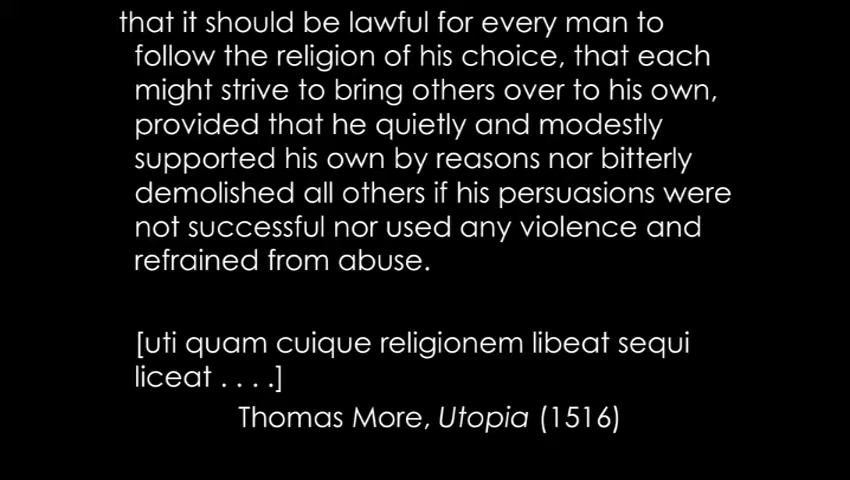 that it should be lawful for every man to
follow the religion of his choice, that each
might strive to bring others over to his own,
provided that he quietly and modestly
supported his own by reasons nor bitterly
demolished all others if his persuasions were
not successful nor used any violence and
refrained from abuse.
[uti quam cuique religionem libeat sequi
liceat . . . .]
Thomas More, Utopia (1516)